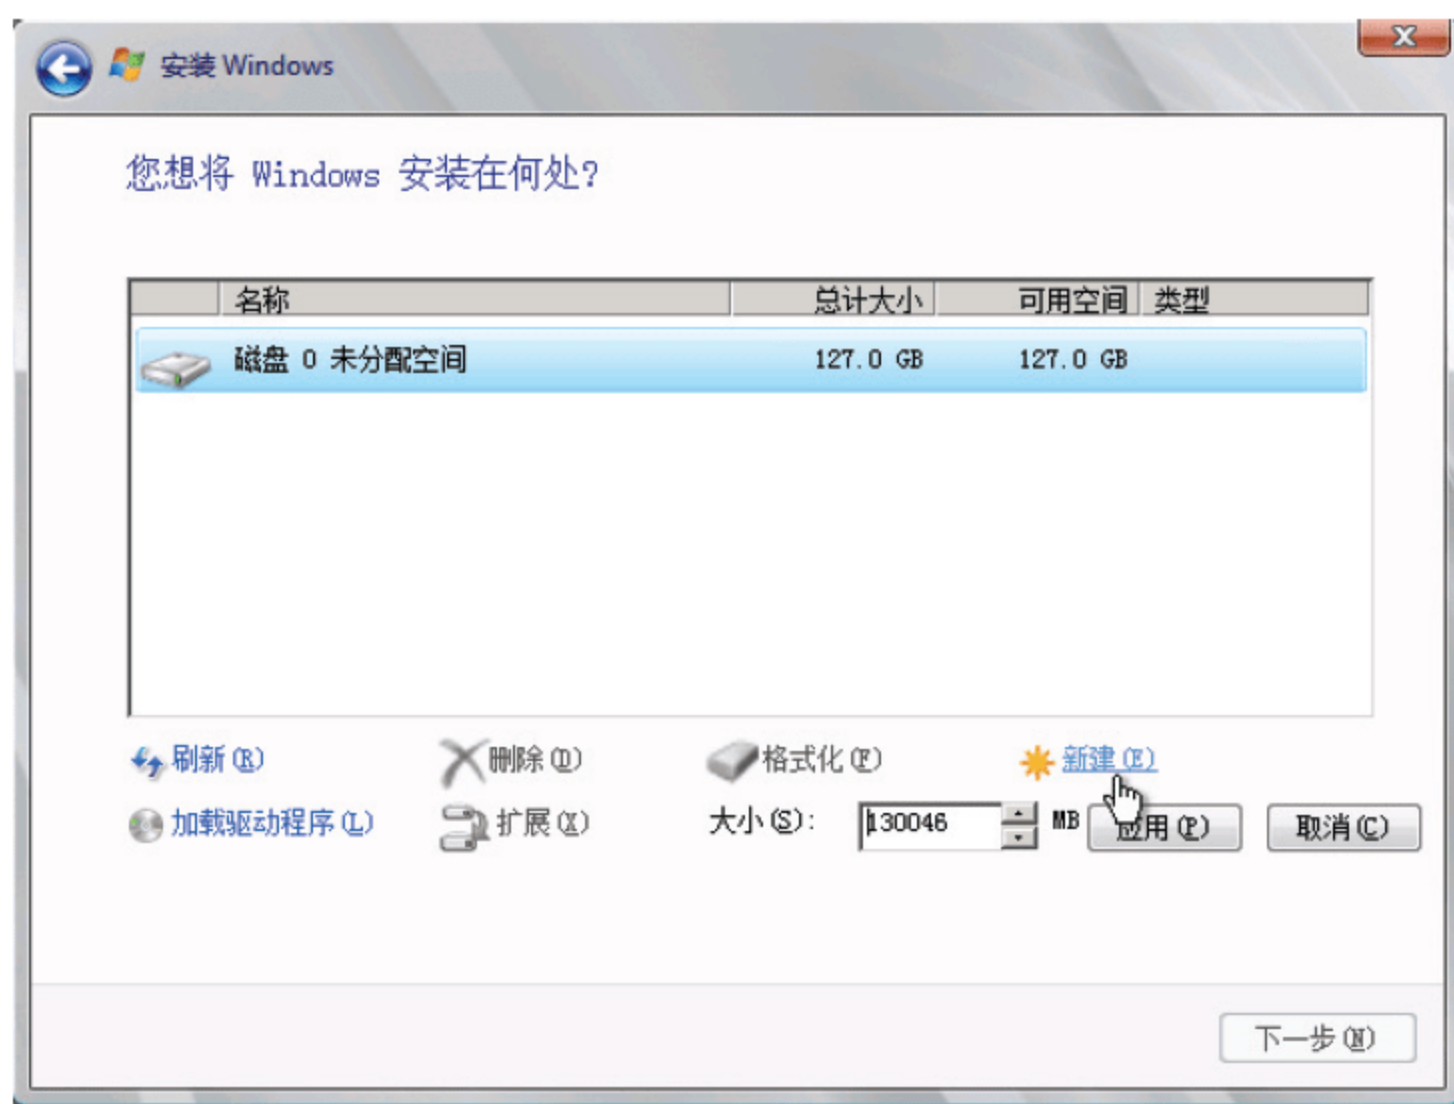 安装 Windows
您想将 Windows 安装在何处?
名称 总计大小 可用空间 类型
磁盘 0 未分配空间 127.0 GB 127.0 GB
刷新(R) 删除(D) 格式化(F) 新建(E)
加载驱动程序(L) 扩展(X) 大小(S): 130046 MB 应用(P) 取消(C)
下一步(N)